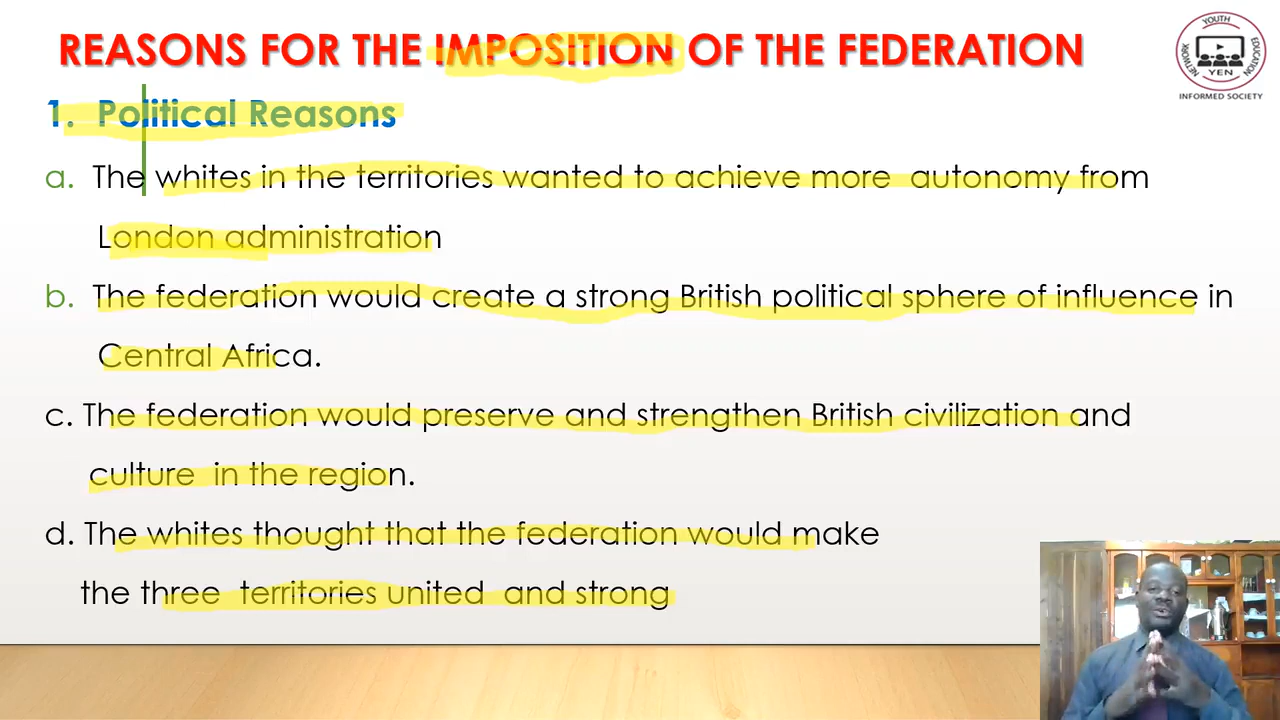 REASONS FOR THE IMPOSITION OF THE FEDERATION
YOUTH
EDUCATION
NETWORK
YEN
INFORMED SOCIETY
1. Political Reasons
a. The whites in the territories wanted to achieve more autonomy from
London administration
b. The federation would create a strong British political sphere of influence in
Central Africa.
c. The federation would preserve and strengthen British civilization and
culture in the region.
d. The whites thought that the federation would make
the three territories united and strong